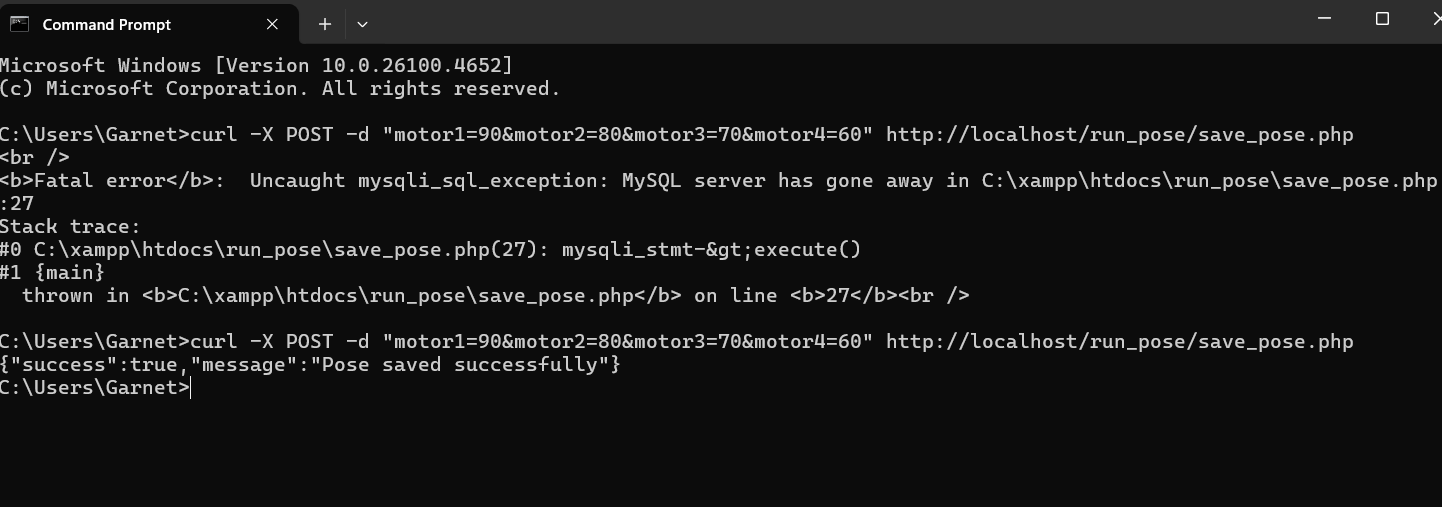 Command Prompt
Microsoft Windows [Version 10.0.26100.4652]
(c) Microsoft Corporation. All rights reserved.
C:\Users\Garnet>curl -X POST -d "motor1=90&motor2=80&motor3=70&motor4=60" http://localhost/run_pose/save_pose.php
<br />
<b>Fatal error</b>:  Uncaught mysqli_sql_exception: MySQL server has gone away in C:\xampp\htdocs\run_pose\save_pose.php
:27
Stack trace:
#0 C:\xampp\htdocs\run_pose\save_pose.php(27): mysqli_stmt-&gt;execute()
#1 {main}
  thrown in <b>C:\xampp\htdocs\run_pose\save_pose.php</b> on line <b>27</b><br />
C:\Users\Garnet>curl -X POST -d "motor1=90&motor2=80&motor3=70&motor4=60" http://localhost/run_pose/save_pose.php
{"success":true,"message":"Pose saved successfully"}
C:\Users\Garnet>